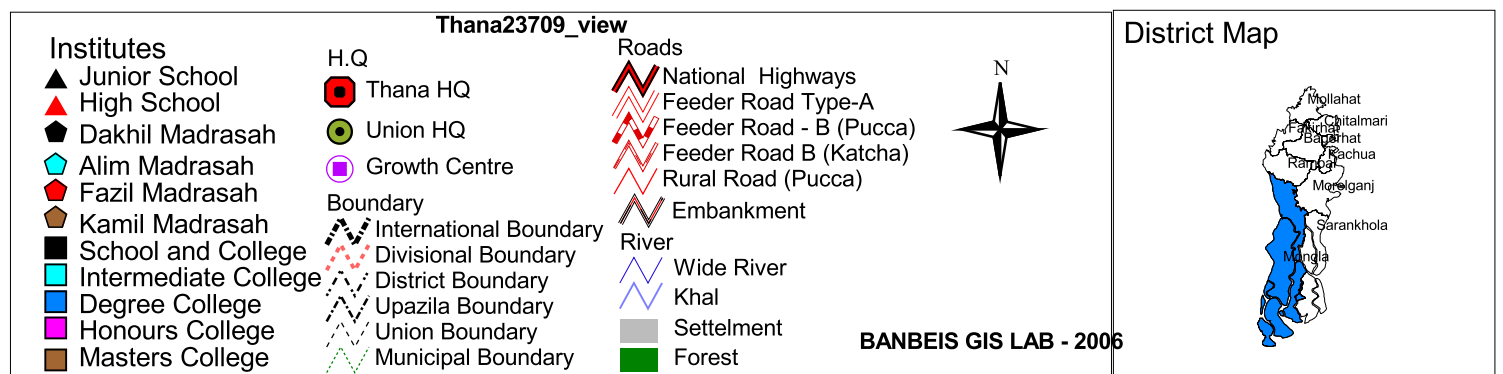 Thana23709_view
Institutes
Junior School
High School
Dakhil Madrasah
Alim Madrasah
Fazil Madrasah
Kamil Madrasah
School and College
Intermediate College
Degree College
Honours College
Masters College
H.Q
Thana HQ
Union HQ
Growth Centre
Boundary
International Boundary
Divisional Boundary
District Boundary
Upazila Boundary
Union Boundary
Municipal Boundary
Roads
National Highways
Feeder Road Type-A
Feeder Road - B (Pucca)
Feeder Road B (Katcha)
Rural Road (Pucca)
Embankment
River
Wide River
Khal
Settelment
Forest
N
BANBEIS GIS LAB - 2006
District Map
Mollahat
Chitalmari
Fakirhat
Bagerhat
Kachua
Rampal
Morelganj
Sarankhola
Mongla